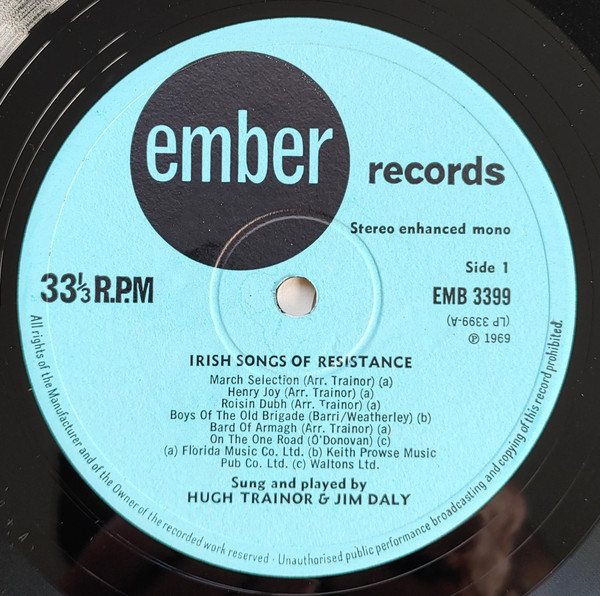 ember
records
Stereo enhanced mono
Side 1
33⅓ R.P.M
EMB 3399
(LP 3399-A)
℗ 1969
IRISH SONGS OF RESISTANCE
March Selection (Arr. Trainor) (a)
Henry Joy (Arr. Trainor) (a)
Roisin Dubh (Arr. Trainor) (a)
Boys Of The Old Brigade (Barri/Weatherley) (b)
Bard Of Armagh (Arr. Trainor) (a)
On The One Road (O'Donovan) (c)
(a) Florida Music Co. Ltd. (b) Keith Prowse Music
Pub Co. Ltd. (c) Waltons Ltd.
Sung and played by
HUGH TRAINOR & JIM DALY
All rights of the Manufacturer and of the Owner of the recorded work reserved · Unauthorised public performance broadcasting and copying of this record prohibited.